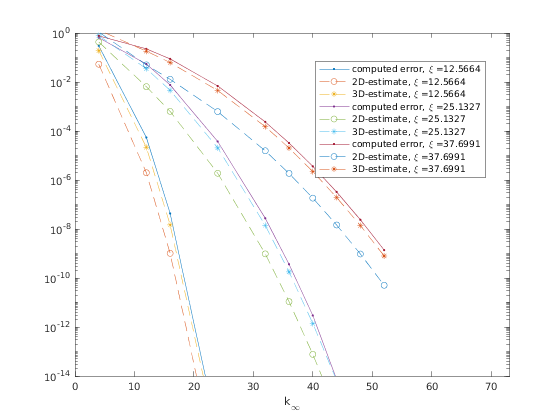 10^0
10^-2
10^-4
10^-6
10^-8
10^-10
10^-12
10^-14
computed error, ξ =12.5664
2D-estimate, ξ =12.5664
3D-estimate, ξ =12.5664
computed error, ξ =25.1327
2D-estimate, ξ =25.1327
3D-estimate, ξ =25.1327
computed error, ξ =37.6991
2D-estimate, ξ =37.6991
3D-estimate, ξ =37.6991
0 10 20 30 40 50 60 70
k_∞